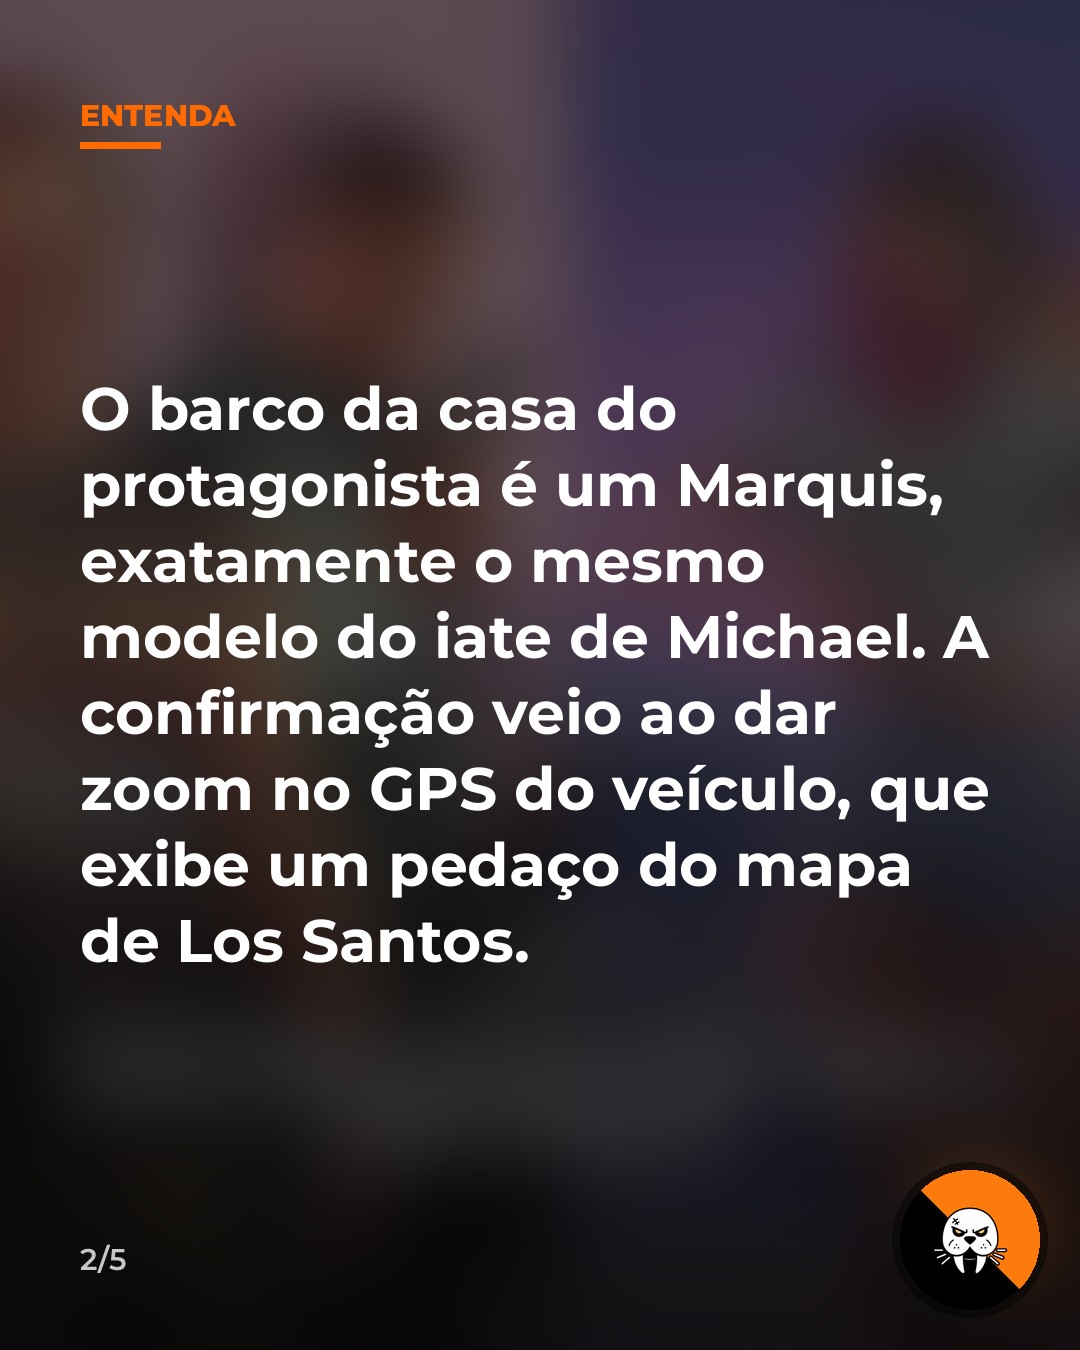 ENTENDA
O barco da casa do
protagonista é um Marquis,
exatamente o mesmo
modelo do iate de Michael. A
confirmação veio ao dar
zoom no GPS do veículo, que
exibe um pedaço do mapa
de Los Santos.
2/5